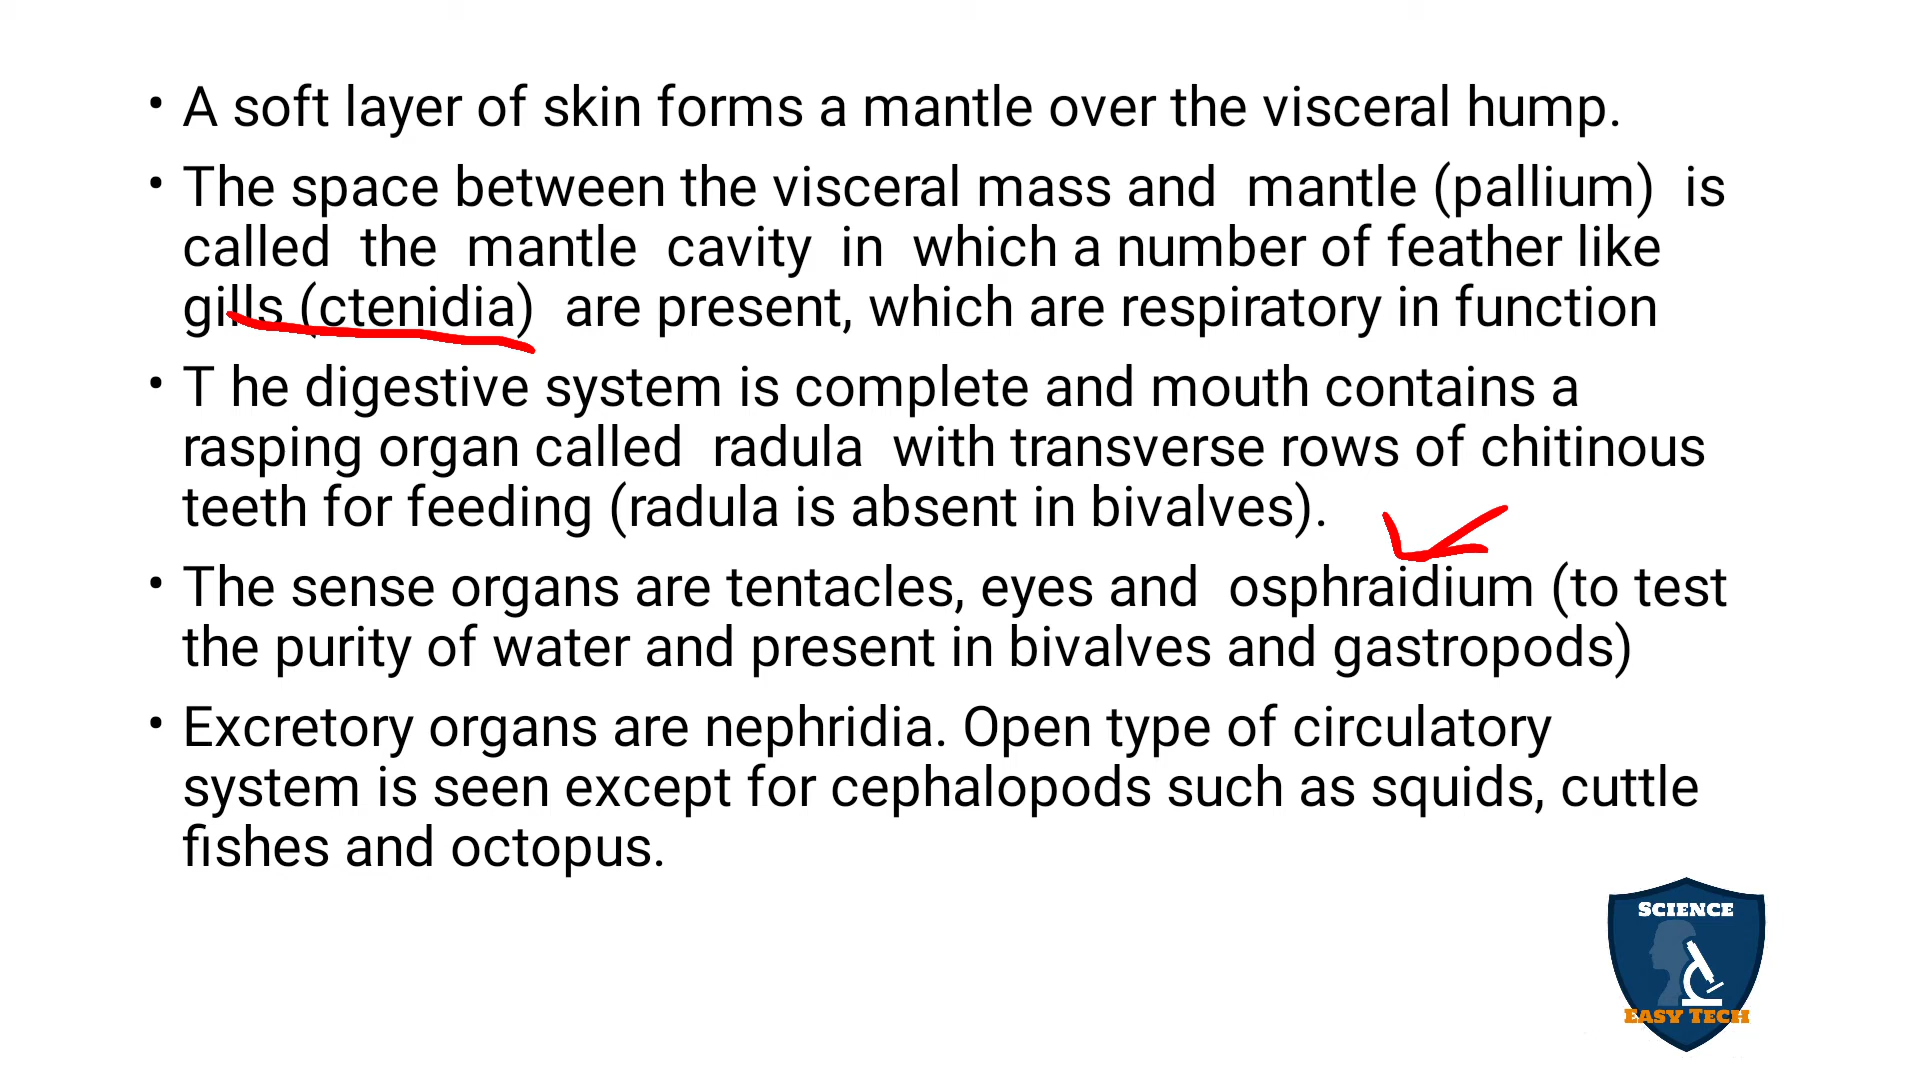 • A soft layer of skin forms a mantle over the visceral hump.
• The space between the visceral mass and mantle (pallium) is
called the mantle cavity in which a number of feather like
gills (ctenidia) are present, which are respiratory in function
• T he digestive system is complete and mouth contains a
rasping organ called radula with transverse rows of chitinous
teeth for feeding (radula is absent in bivalves).
• The sense organs are tentacles, eyes and osphraidium (to test
the purity of water and present in bivalves and gastropods)
• Excretory organs are nephridia. Open type of circulatory
system is seen except for cephalopods such as squids, cuttle
fishes and octopus.
SCIENCE
EASY TECH